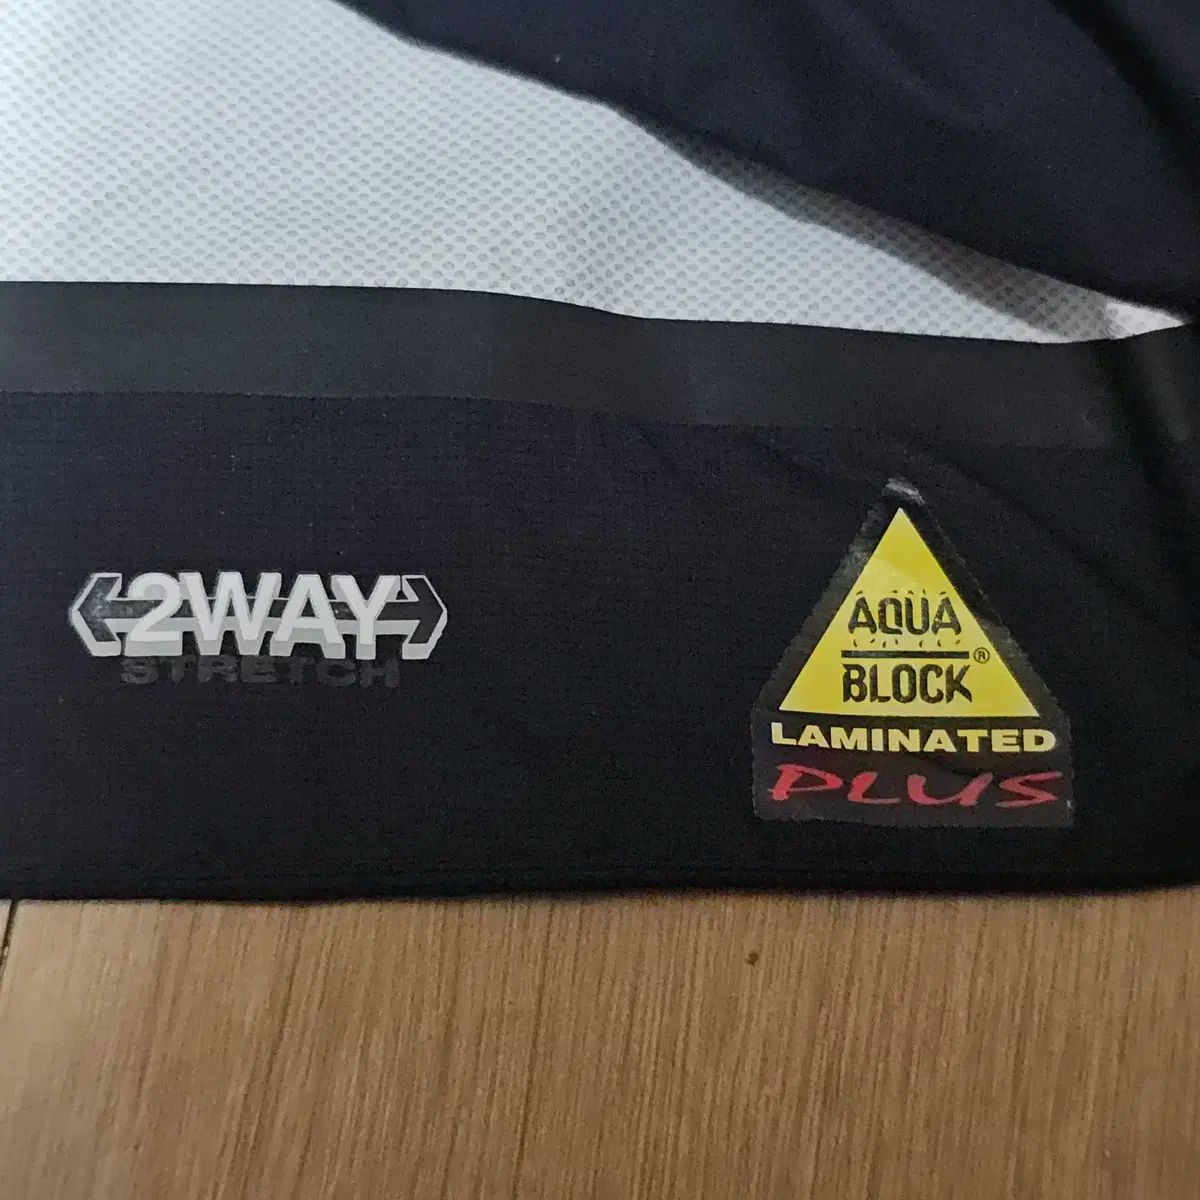 2WAY
STRETCH
AQUA
BLOCK®
LAMINATED
PLUS